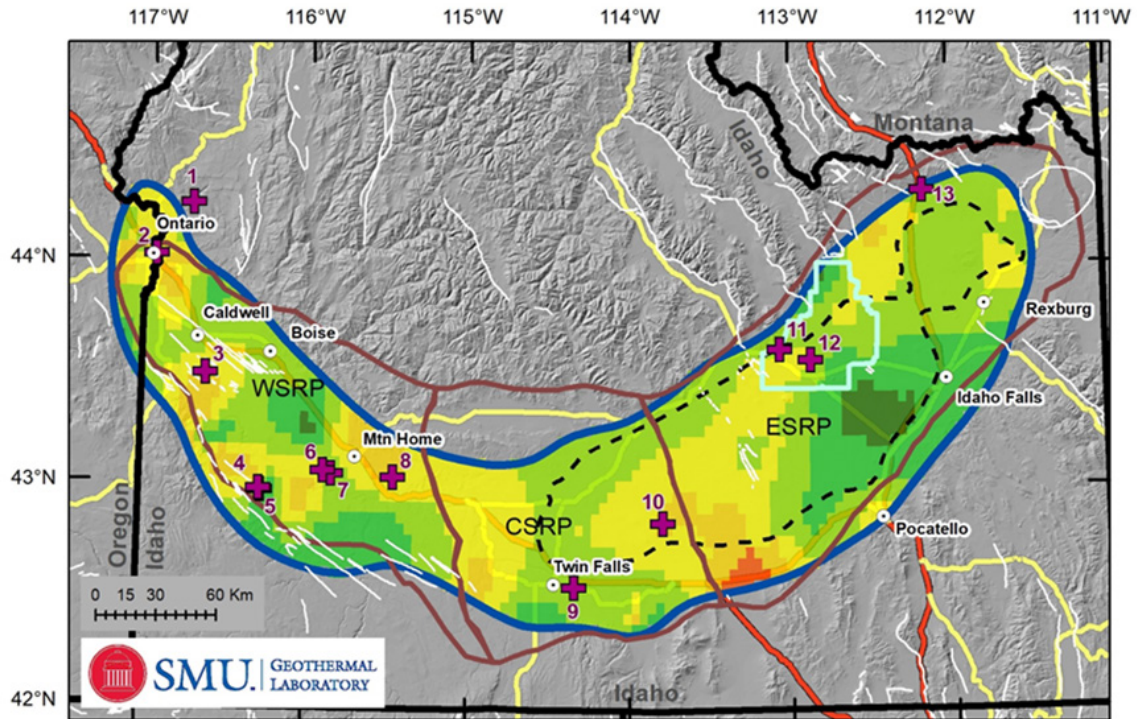 117°W 116°W 115°W 114°W 113°W 112°W 111°W
Montana
Idaho
1
13
2
Ontario
44°N
Caldwell
Boise
Rexburg
11
12
3
WSRP
Idaho Falls
ESRP
Mtn Home
6
8
43°N
4
7
5
10
CSRP
Pocatello
Oregon
Idaho
Twin Falls
9
0 15 30 60 Km
SMU. GEOTHERMAL
LABORATORY
42°N
Idaho